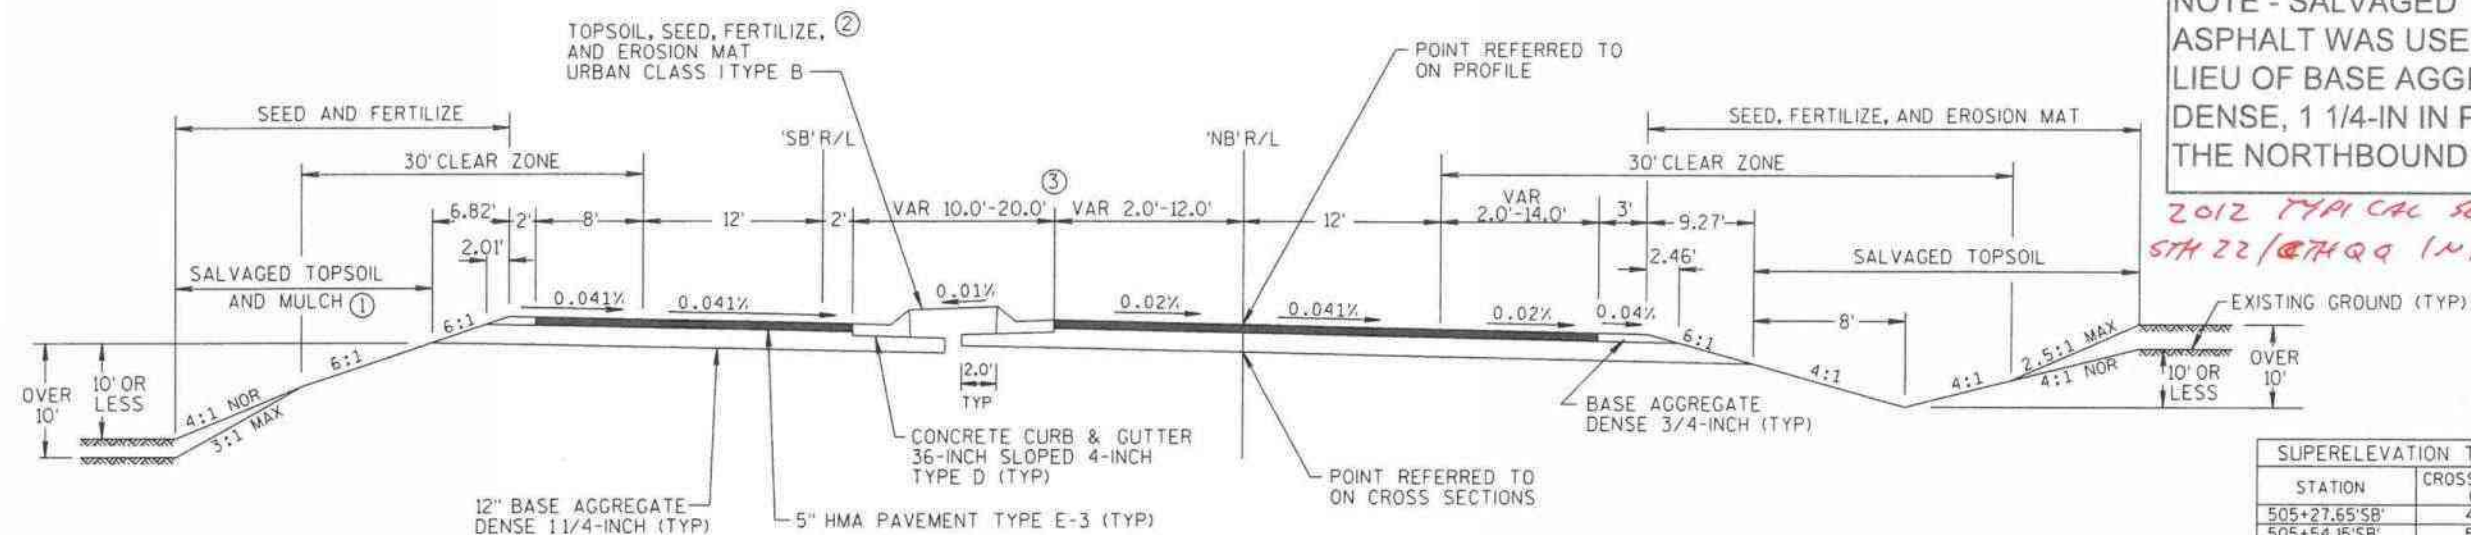 TOPSOIL, SEED, FERTILIZE, ②
AND EROSION MAT
URBAN CLASS I TYPE B
POINT REFERRED TO
ON PROFILE
NOTE - SALVAGED
ASPHALT WAS USE
LIEU OF BASE AGG
DENSE, 1 1/4-IN IN
THE NORTHBOUND
2012 TYPICAL
STH 22/CTH QQ
SEED AND FERTILIZE
'SB' R/L
'NB' R/L
SEED, FERTILIZE, AND EROSION MAT
30' CLEAR ZONE
③
30' CLEAR ZONE
6.82'
2'
8'
12'
2'
VAR 10.0'-20.0'
VAR 2.0'-12.0'
12'
VAR
2.0'-14.0'
3'
9.27'
2.01'
2.46'
SALVAGED TOPSOIL
AND MULCH ①
SALVAGED TOPSOIL
0.041%
0.041%
0.01%
0.02%
0.041%
0.02%
0.04%
EXISTING GROUND (TYP)
6:1
6:1
4:1 NOR
3:1 MAX
6:1
4:1
8'
4:1
2.5:1 MAX
4:1 NOR
OVER
10'
10' OR
LESS
10' OR
LESS
OVER
10'
2.0'
TYP
BASE AGGREGATE
DENSE 3/4-INCH (TYP)
CONCRETE CURB & GUTTER
36-INCH SLOPED 4-INCH
TYPE D (TYP)
POINT REFERRED TO
ON CROSS SECTIONS
12" BASE AGGREGATE
DENSE 1 1/4-INCH (TYP)
5" HMA PAVEMENT TYPE E-3 (TYP)
SUPERELEVATION T
STATION
CROSS
505+27.65'SB'
4
505+54.15'SB'